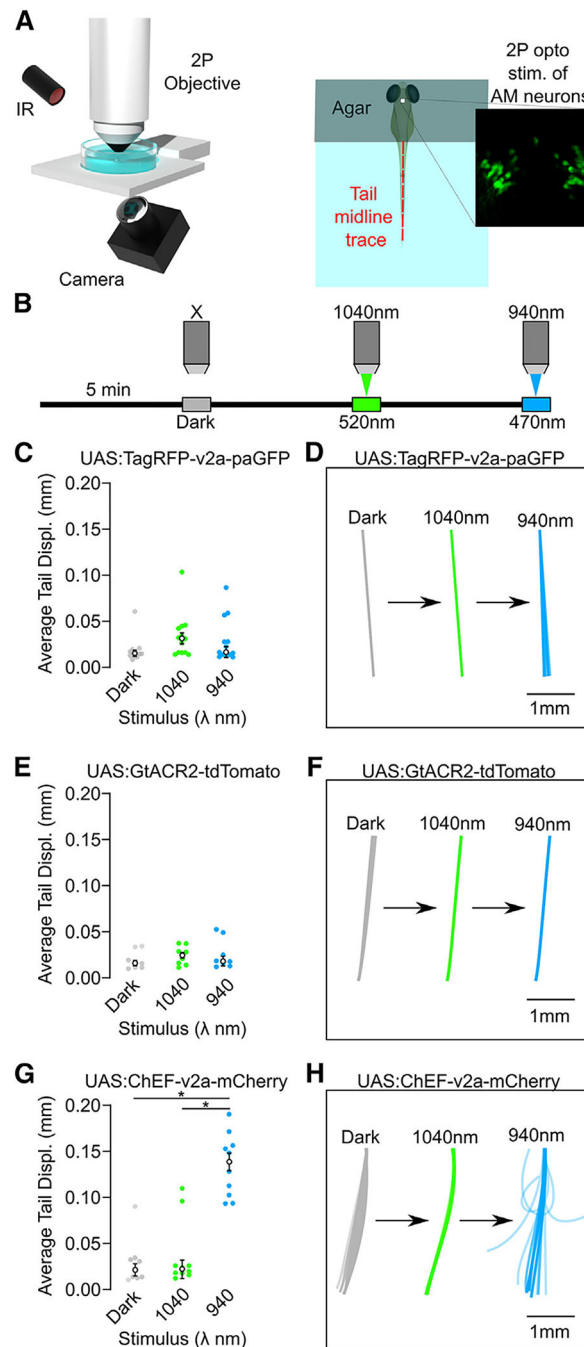 A
2P
Objective
IR
Camera
2P opto
stim. of
AM neurons
Agar
Tail
midline
trace
B
X 1040nm 940nm
5 min
Dark 520nm 470nm
C UAS:TagRFP-v2a-paGFP
Average Tail Displ. (mm)
0.20
0.15
0.10
0.05
0.00
Dark 1040 940
Stimulus (λ nm)
D UAS:TagRFP-v2a-paGFP
Dark 1040nm 940nm
1mm
E UAS:GtACR2-tdTomato
Average Tail Displ. (mm)
0.20
0.15
0.10
0.05
0.00
Dark 1040 940
Stimulus (λ nm)
F UAS:GtACR2-tdTomato
Dark 1040nm 940nm
1mm
G UAS:ChEF-v2a-mCherry
*
*
Average Tail Displ. (mm)
0.20
0.15
0.10
0.05
0.00
Dark 1040 940
Stimulus (λ nm)
H UAS:ChEF-v2a-mCherry
Dark 1040nm 940nm
1mm